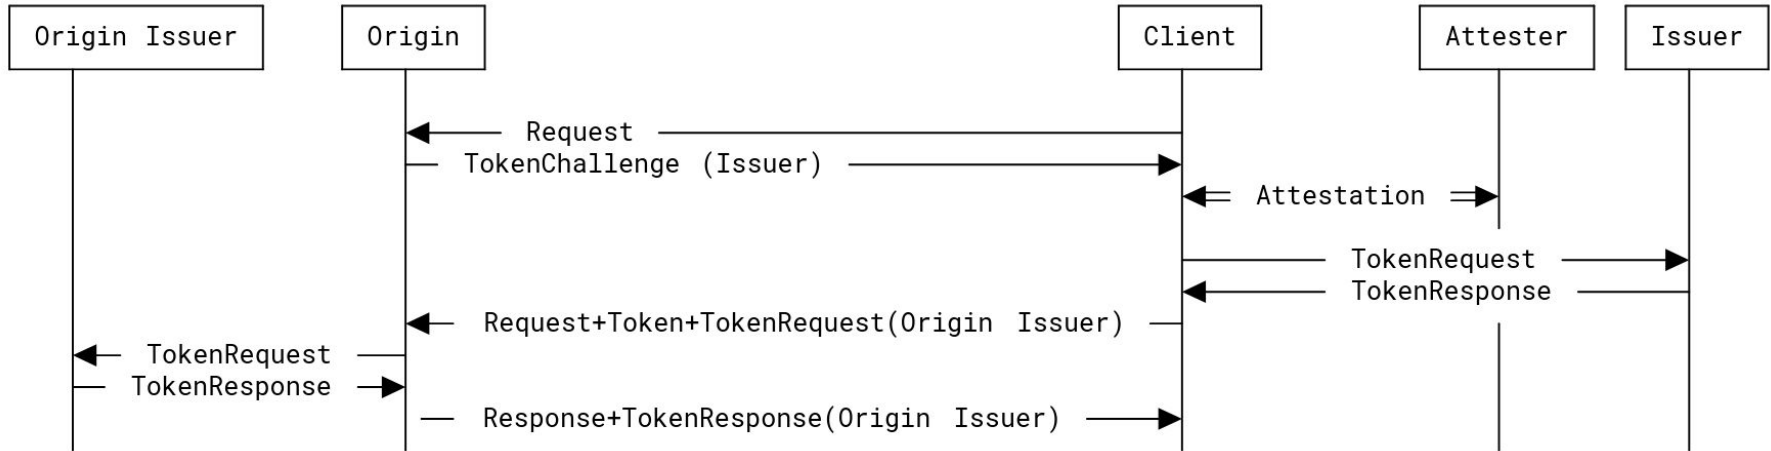 Origin Issuer
Origin
Client
Attester
Issuer
Request
TokenChallenge (Issuer)
Attestation
TokenRequest
TokenResponse
Request+Token+TokenRequest(Origin Issuer)
TokenRequest
TokenResponse
Response+TokenResponse(Origin Issuer)